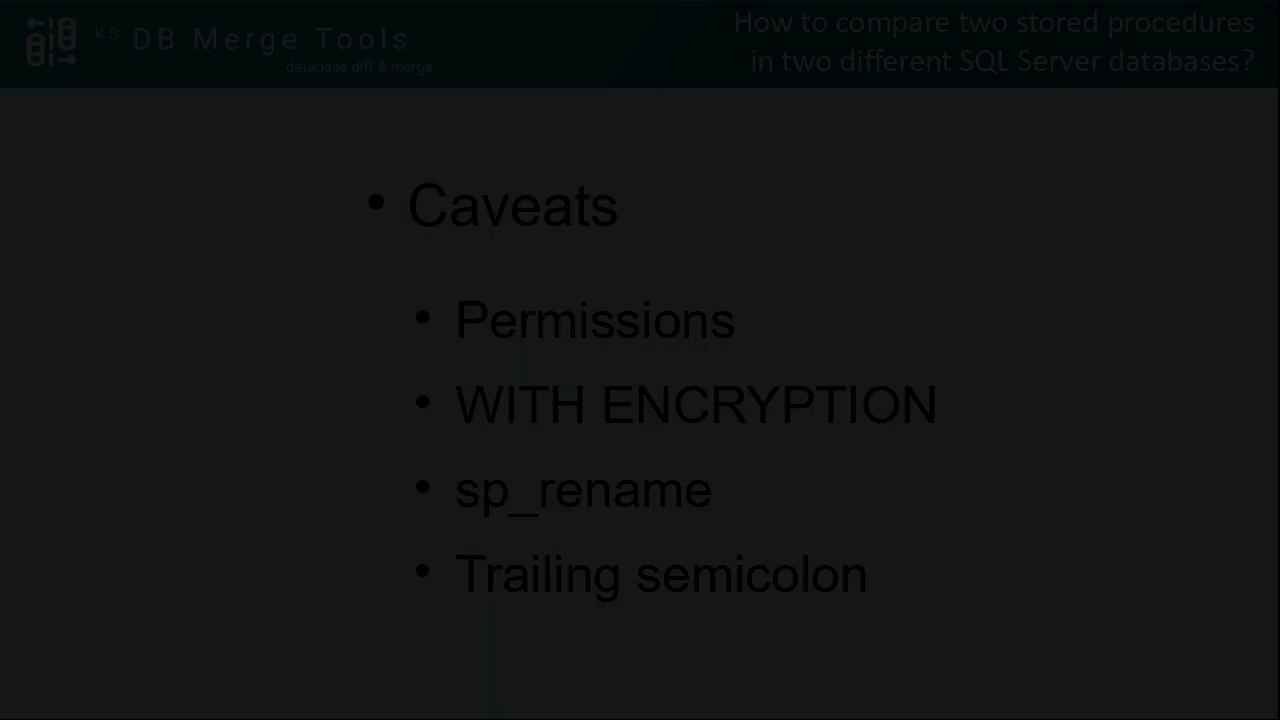 KS DB Merge Tools
database diff & merge
How to compare two stored procedures
in two different SQL Server databases?
• Caveats
• Permissions
• WITH ENCRYPTION
• sp_rename
• Trailing semicolon